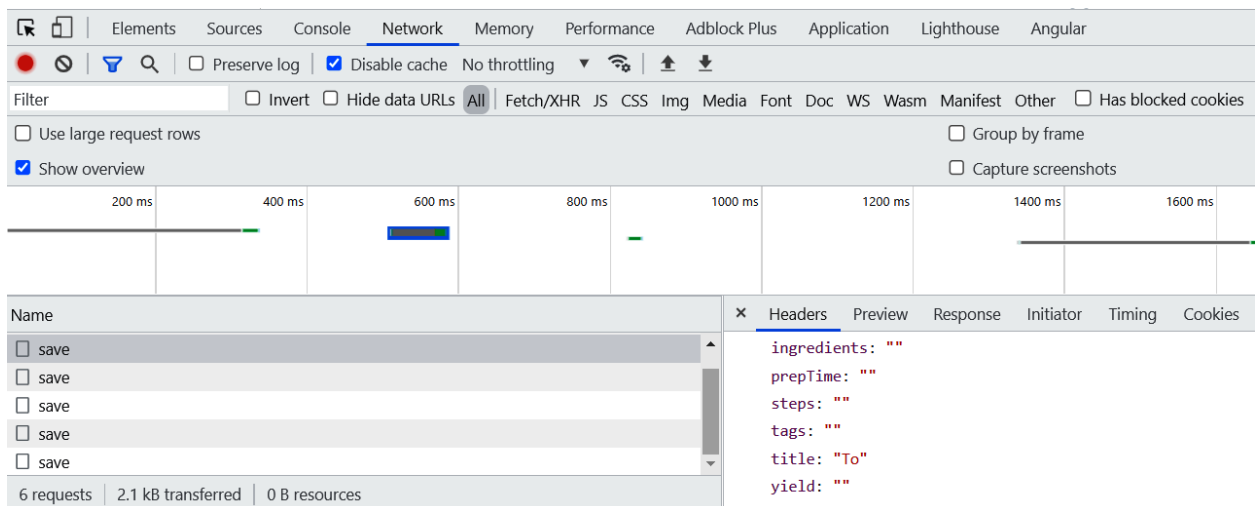 Elements Sources Console Network Memory Performance Adblock Plus Application Lighthouse Angular
Preserve log Disable cache No throttling
Filter Invert Hide data URLs All Fetch/XHR JS CSS Img Media Font Doc WS Wasm Manifest Other Has blocked cookies
Use large request rows Group by frame
Show overview Capture screenshots
200 ms 400 ms 600 ms 800 ms 1000 ms 1200 ms 1400 ms 1600 ms
Name
save
save
save
save
save
6 requests 2.1 kB transferred 0 B resources
× Headers Preview Response Initiator Timing Cookies
ingredients: ""
prepTime: ""
steps: ""
tags: ""
title: "To"
yield: ""